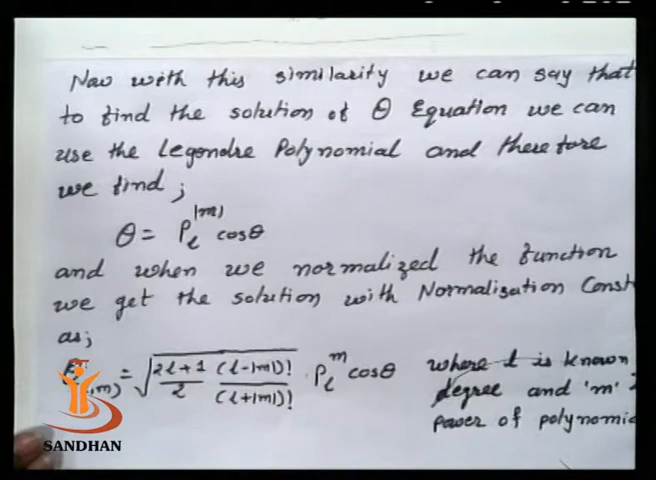 Now with this similarity we can say that
to find the solution of θ Equation we can
use the Legondre Polynomial and therefore
we find;
θ = P_l^|m| cosθ
and when we normalized the function
we get the solution with Normalization Const
as;
,m) = √(2l+1/2 (l-|m|)!/(l+|m|)!) P_l^m cosθ
where l is known
degree and 'm'
power of polynomia
SANDHAN